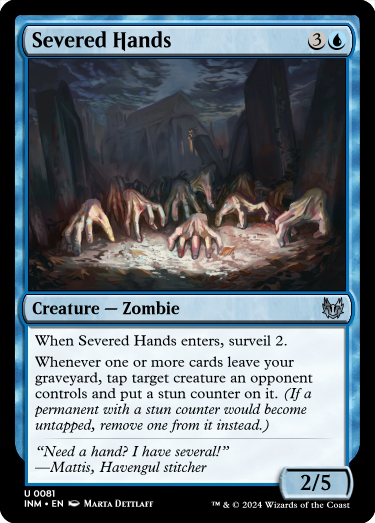 Severed Hands 3
Creature — Zombie
When Severed Hands enters, surveil 2.
Whenever one or more cards leave your
graveyard, tap target creature an opponent
controls and put a stun counter on it. (If a
permanent with a stun counter would become
untapped, remove one from it instead.)
“Need a hand? I have several!”
—Mattis, Havengul stitcher
2/5
U 0081
INM • EN Marta Dettlaff ™ & © 2024 Wizards of the Coast